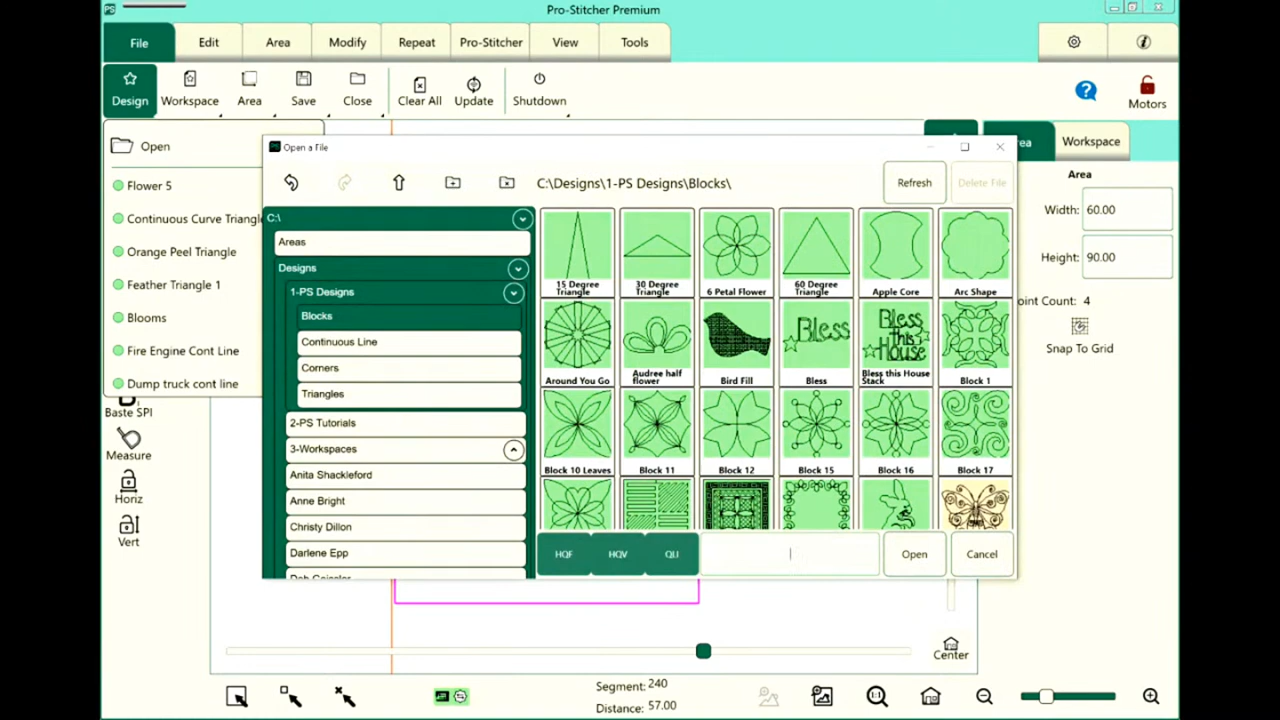 Pro-Stitcher Premium
File Edit Area Modify Repeat Pro-Stitcher View Tools
Design Workspace Area Save Close Clear All Update Shutdown Motors
Open
Flower 5
Continuous Curve Triangle
Orange Peel Triangle
Feather Triangle 1
Blooms
Fire Engine Cont Line
Dump truck cont line
Baste SPI
Measure
Horiz
Vert
Open a File
C:\Designs\1-PS Designs\Blocks\
Refresh
Delete File
C:\
Areas
Designs
1-PS Designs
Blocks
Continuous Line
Corners
Triangles
2-PS Tutorials
3-Workspaces
Anita Shackleford
Anne Bright
Christy Dillon
Darlene Epp
15 Degree Triangle
30 Degree Triangle
6 Petal Flower
60 Degree Triangle
Apple Core
Arc Shape
Around You Go
Audree half flower
Bird Fill
Bless
Bless
Bless this House
Bless this House Stack
Block 1
Block 10 Leaves
Block 11
Block 12
Block 15
Block 16
Block 17
HQF HQV QLI
Open
Cancel
ea
Workspace
Area
Width: 60.00
Height: 90.00
oint Count: 4
Snap To Grid
Center
Segment: 240
Distance: 57.00